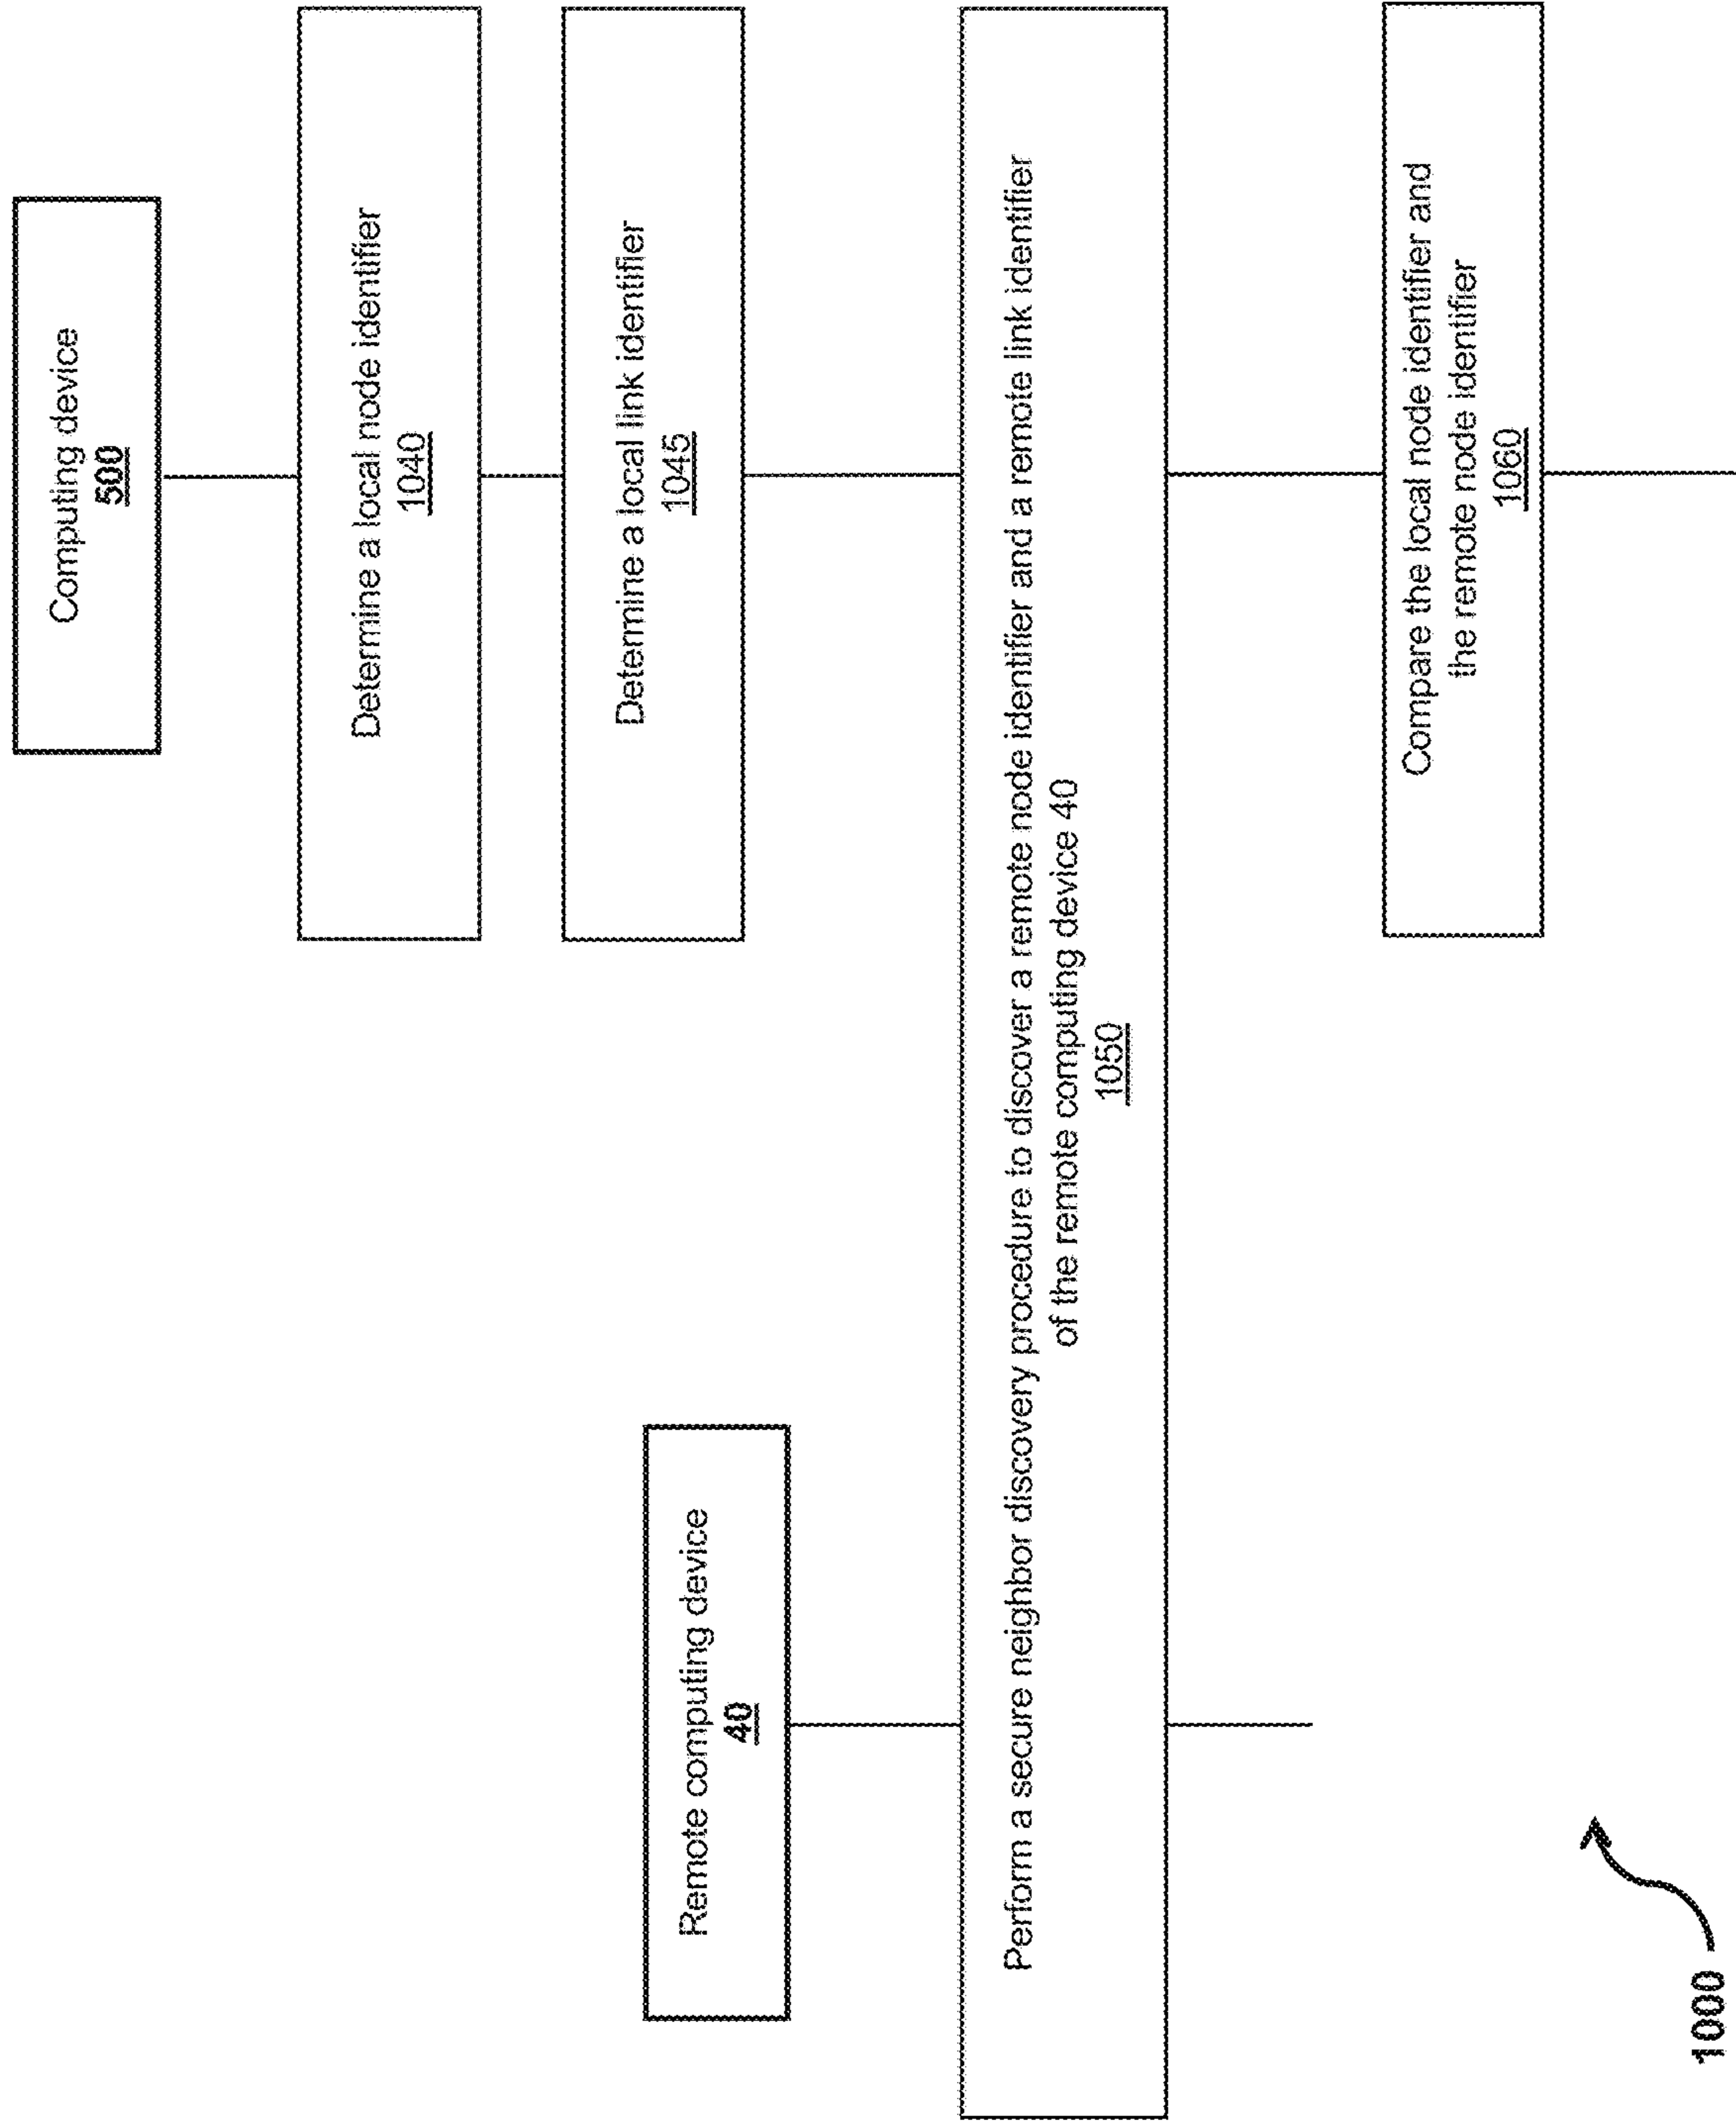 Computing device
500
Determine a local node identifier
1040
Determine a local link identifier
1045
Remote computing device
40
Perform a secure neighbor discovery procedure to discover a remote node identifier and a remote link identifier
of the remote computing device 40
1050
Compare the local node identifier and
the remote node identifier
1060
1000